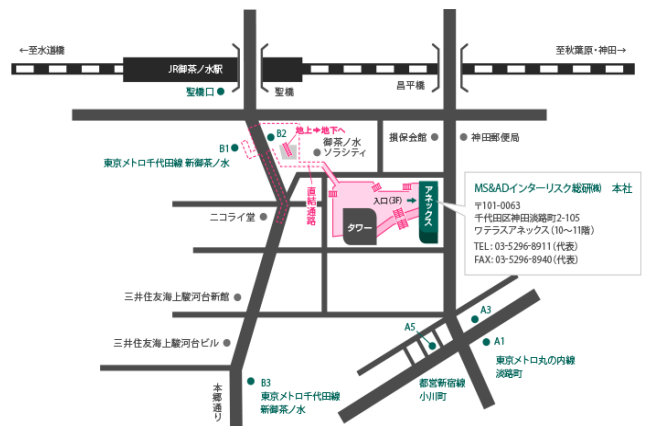 ←至水道橋
至秋葉原・神田→
JR御茶ノ水駅
聖橋口
聖橋
昌平橋
B1
B2
地上➡地下へ
御茶ノ水
ソラシティ
損保会館
神田郵便局
東京メトロ千代田線 新御茶ノ水
直結通路
入口(3F)
アネックス
タワー
ニコライ堂
MS&ADインターリスク総研㈱ 本社
〒101-0063
千代田区神田淡路町2-105
ワテラスアネックス(10～11階)
TEL: 03-5296-8911(代表)
FAX: 03-5296-8940(代表)
三井住友海上駿河台新館
三井住友海上駿河台ビル
A3
A5
A1
東京メトロ丸の内線
淡路町
都営新宿線
小川町
B3
東京メトロ千代田線
新御茶ノ水
本郷通り